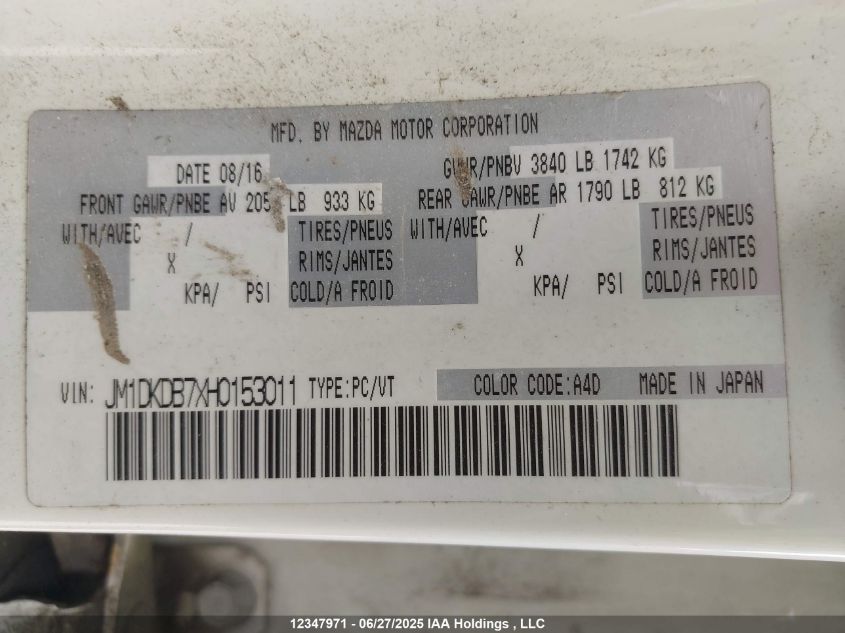 MFD. BY MAZDA MOTOR CORPORATION
DATE 08/16 GVWR/PNBV 3840 LB 1742 KG
FRONT GAWR/PNBE AV LB 933 KG REAR GAWR/PNBE AR 1790 LB 812 KG
WITH/AVEC / TIRES/PNEUS WITH/AVEC / TIRES/PNEUS
X RIMS/JANTES X RIMS/JANTES
KPA/ PSI COLD/A FROID KPA/ PSI COLD/A FROID
VIN: JM1DKDB7XH0153011 TYPE:PC/VT COLOR CODE:A4D MADE IN JAPAN
12347971 - 06/27/2025 IAA Holdings , LLC